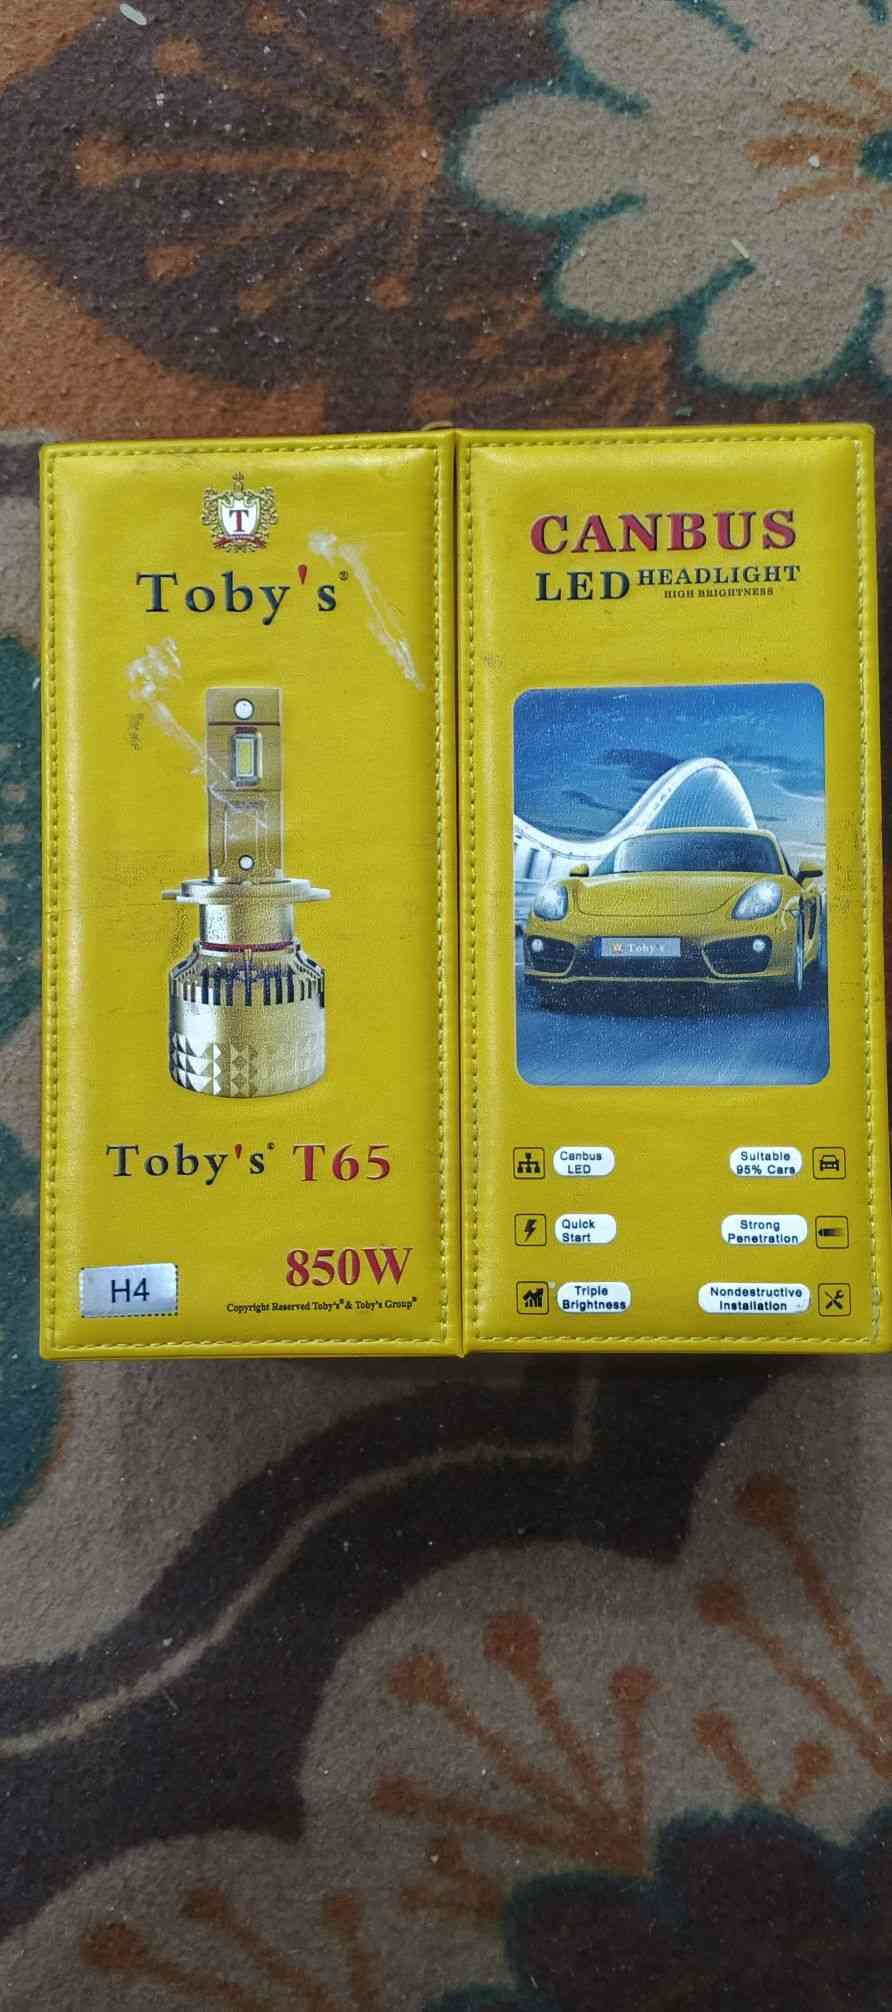 T
Toby's®
Toby's® T65
850W
H4
Copyright Reserved Toby's® & Toby's Group®
CANBUS
LED HEADLIGHT
HIGH BRIGHTNESS
Toby's
Canbus
LED
Suitable
95% Cars
Quick
Start
Strong
Penetration
Triple
Brightness
Nondestructive
Installation